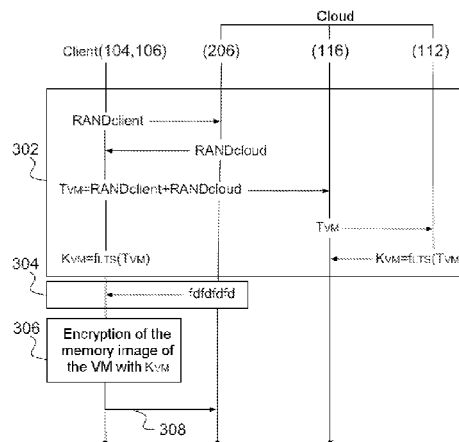 Cloud
Client(104,106) (206) (116) (112)
RANDclient
302
RANDcloud
TVM=RANDclient+RANDcloud
TVM
KVM=fLTS(TVM) KVM=fLTS(TVM
304
fdfdfdfd
306
Encryption of the
memory image of
the VM with KVM
308